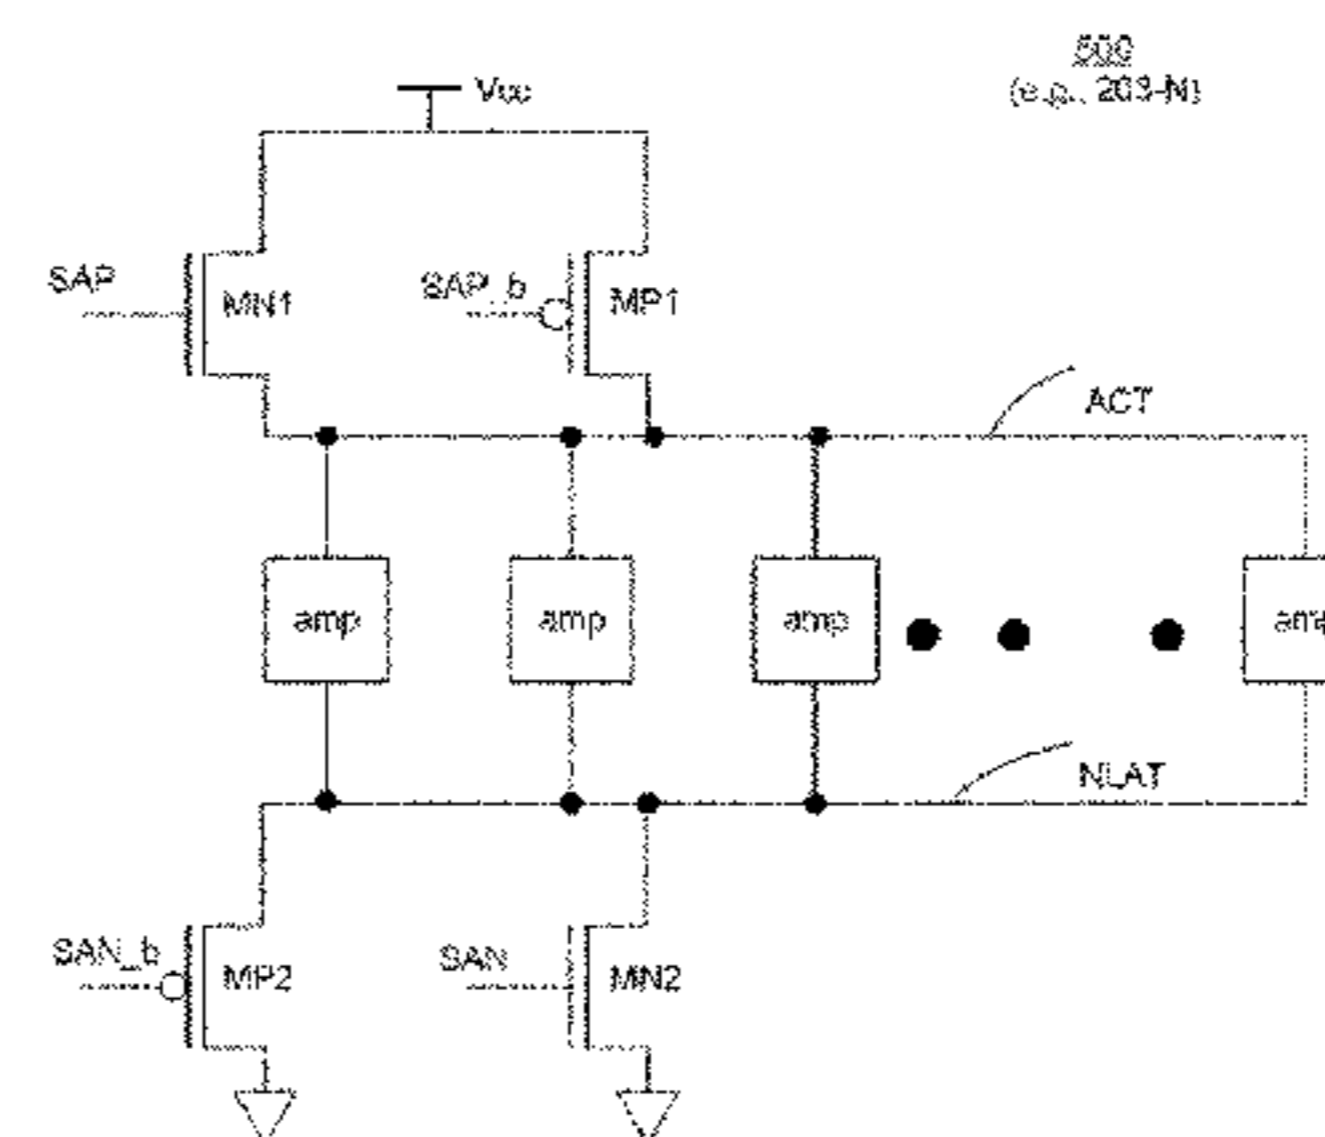 500
(e.g., 203-N)
Vcc
SAP
MN1
SAP_b
MP1
ACT
amp
amp
amp
NLAT
SAN_b
MP2
SAN
MN2